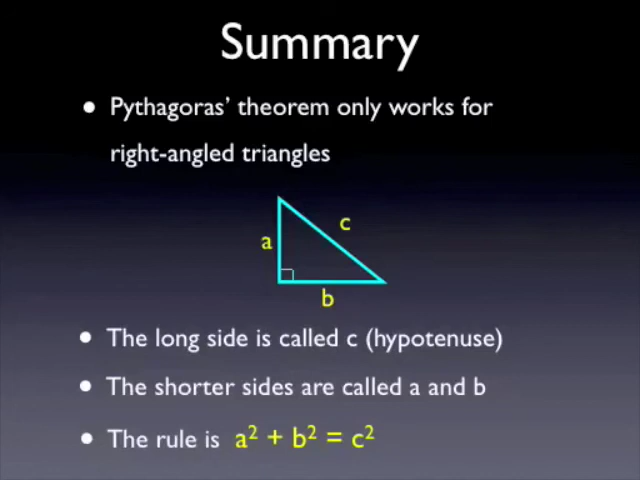 Summary
• Pythagoras' theorem only works for
right-angled triangles
c
a
b
• The long side is called c (hypotenuse)
• The shorter sides are called a and b
• The rule is a² + b² = c²